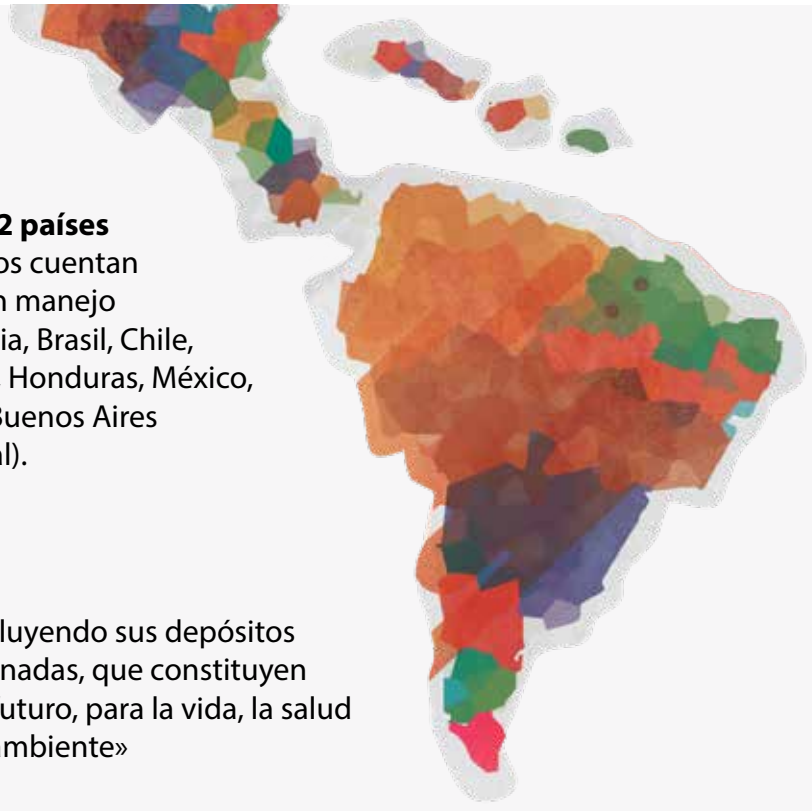 2 países
os cuentan
n manejo
ia, Brasil, Chile,
, Honduras, México,
Buenos Aires
al).
luyendo sus depósitos
nadas, que constituyen
uturo, para la vida, la salud
ambiente»